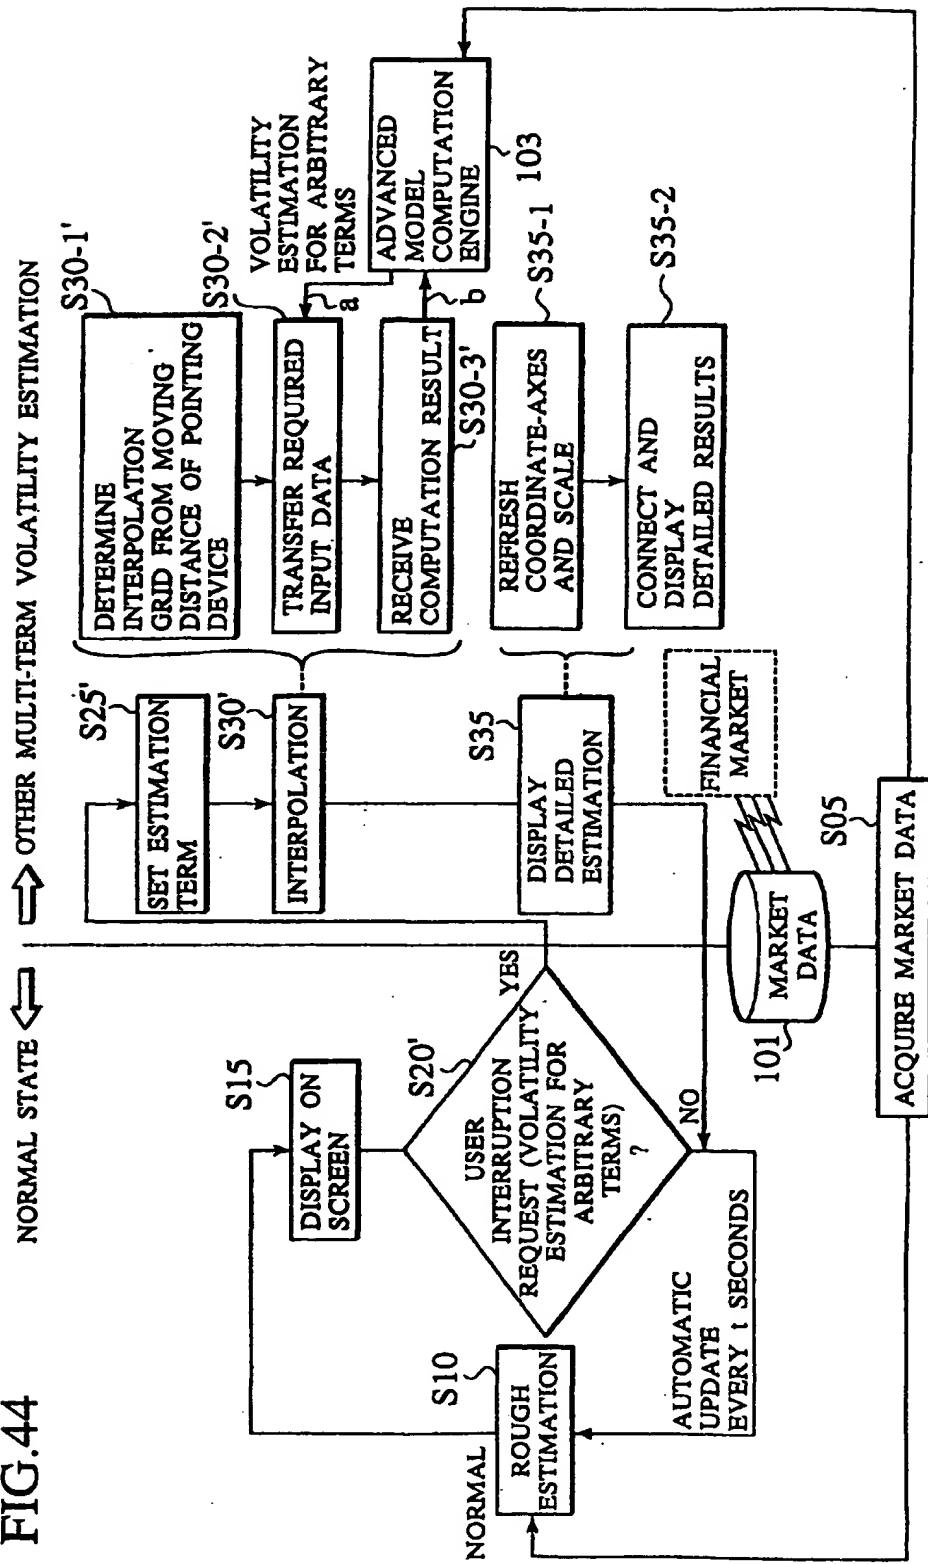 FIG.44
NORMAL STATE
OTHER MULTI-TERM VOLATILITY ESTIMATION
NORMAL
S10
ROUGH
ESTIMATION
AUTOMATIC
UPDATE
EVERY t SECONDS
S15
DISPLAY ON
SCREEN
S20'
USER
INTERRUPTION
REQUEST (VOLATILITY
ESTIMATION FOR
ARBITRARY
TERMS)
?
YES
NO
S25'
SET ESTIMATION
TERM
S30'
INTERPOLATION
S35
DISPLAY
DETAILED
ESTIMATION
S30-1'
DETERMINE
INTERPOLATION
GRID FROM MOVING
DISTANCE OF POINTING
DEVICE
S30-2'
TRANSFER REQUIRED
INPUT DATA
RECEIVE
COMPUTATION RESULT
S30-3'
VOLATILITY
ESTIMATION
FOR ARBITRARY
TERMS
a
b
ADVANCED
MODEL
COMPUTATION
ENGINE
103
S35-1
REFRESH
COORDINATE-AXES
AND SCALE
S35-2
CONNECT AND
DISPLAY
DETAILED RESULTS
FINANCIAL
MARKET
MARKET
DATA
101
S05
ACQUIRE MARKET DATA